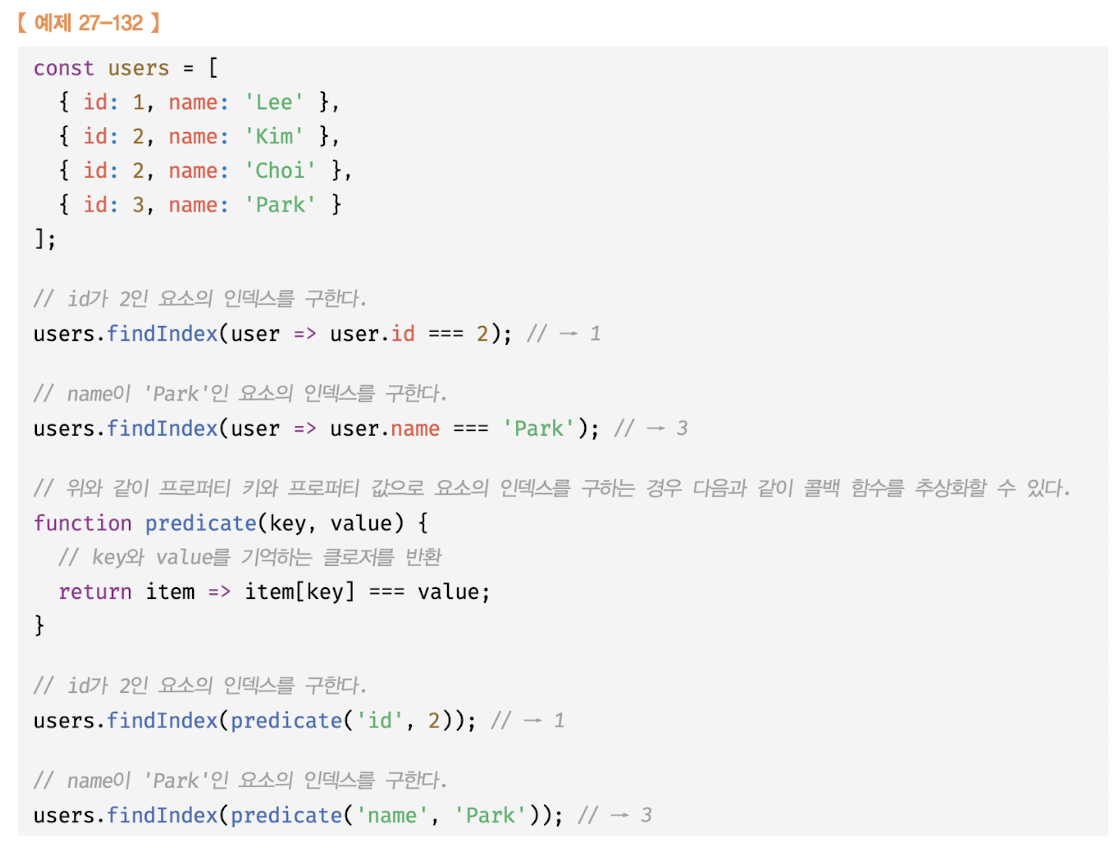 【 예제 27–132 】
const users = [
  { id: 1, name: 'Lee' },
  { id: 2, name: 'Kim' },
  { id: 2, name: 'Choi' },
  { id: 3, name: 'Park' }
];
// id가 2인 요소의 인덱스를 구한다.
users.findIndex(user => user.id === 2); // → 1
// name이 'Park'인 요소의 인덱스를 구한다.
users.findIndex(user => user.name === 'Park'); // → 3
// 위와 같이 프로퍼티 키와 프로퍼티 값으로 요소의 인덱스를 구하는 경우 다음과 같이 콜백 함수를 추상화할 수 있다.
function predicate(key, value) {
  // key와 value를 기억하는 클로저를 반환
  return item => item[key] === value;
}
// id가 2인 요소의 인덱스를 구한다.
users.findIndex(predicate('id', 2)); // → 1
// name이 'Park'인 요소의 인덱스를 구한다.
users.findIndex(predicate('name', 'Park')); // → 3